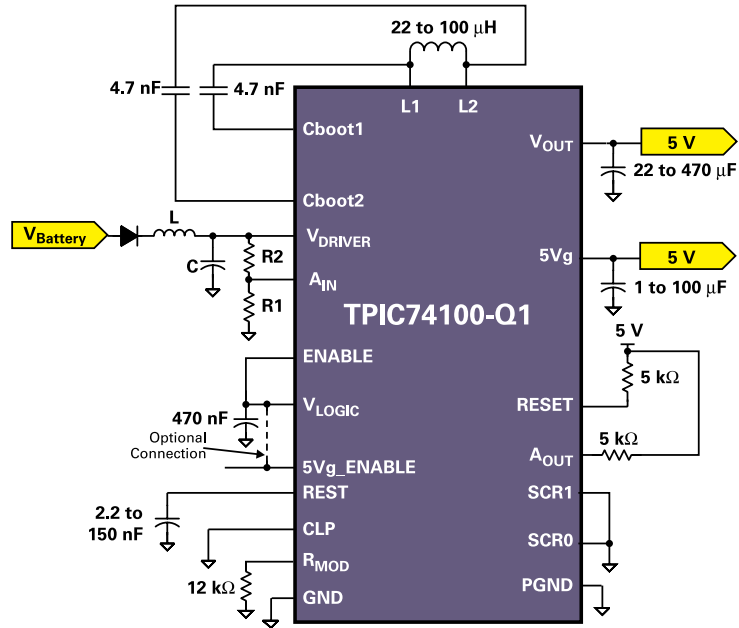 22 to 100 μH
4.7 nF
4.7 nF
L1
L2
Cboot1
VOUT
5 V
22 to 470 μF
Cboot2
VBattery
L
VDRIVER
R2
C
AIN
R1
5Vg
5 V
1 to 100 μF
TPIC74100-Q1
5 V
5 kΩ
ENABLE
VLOGIC
470 nF
RESET
Optional
Connection
5 kΩ
AOUT
5Vg_ENABLE
REST
SCR1
2.2 to
150 nF
CLP
SCR0
RMOD
12 kΩ
PGND
GND